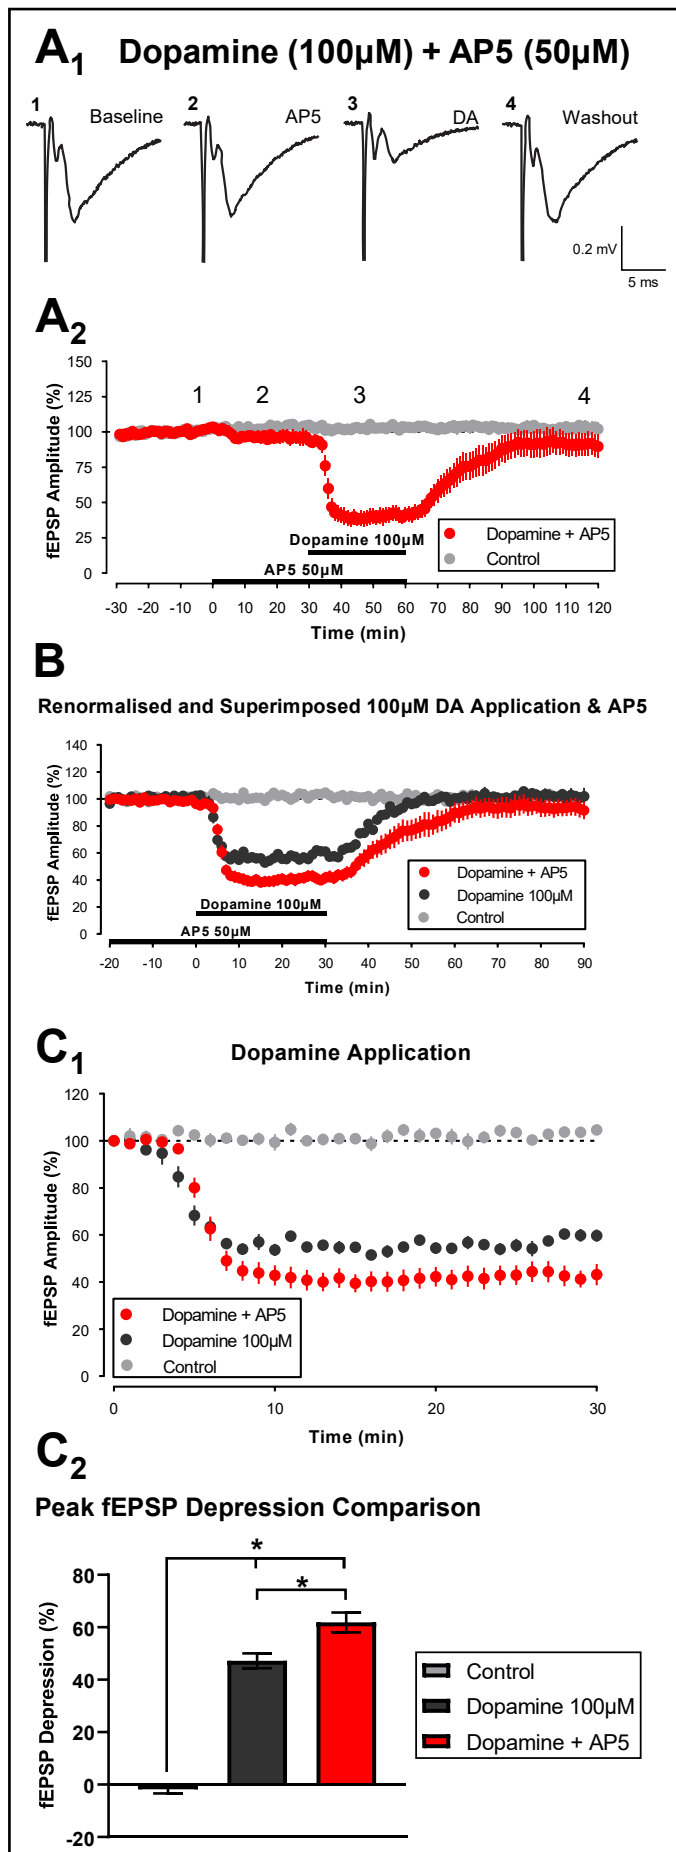 A1 Dopamine (100µM) + AP5 (50µM)
1 2 3 4
Baseline AP5 DA Washout
0.2 mV
5 ms
A2
150
125
100
75
50
25
0
fEPSP Amplitude (%)
1 2 3 4
Dopamine 100µM
AP5 50µM
Dopamine + AP5
Control
-30 -20 -10 0 10 20 30 40 50 60 70 80 90 100 110 120
Time (min)
B
Renormalised and Superimposed 100µM DA Application & AP5
140
120
100
80
60
40
20
0
fEPSP Amplitude (%)
Dopamine 100µM
AP5 50µM
Dopamine + AP5
Dopamine 100µM
Control
-20 -10 0 10 20 30 40 50 60 70 80 90
Time (min)
C1 Dopamine Application
120
100
80
60
40
20
0
fEPSP Amplitude (%)
Dopamine + AP5
Dopamine 100µM
Control
0 10 20 30
Time (min)
C2
Peak fEPSP Depression Comparison
80
60
40
20
0
-20
fEPSP Depression (%)
*
*
Control
Dopamine 100µM
Dopamine + AP5